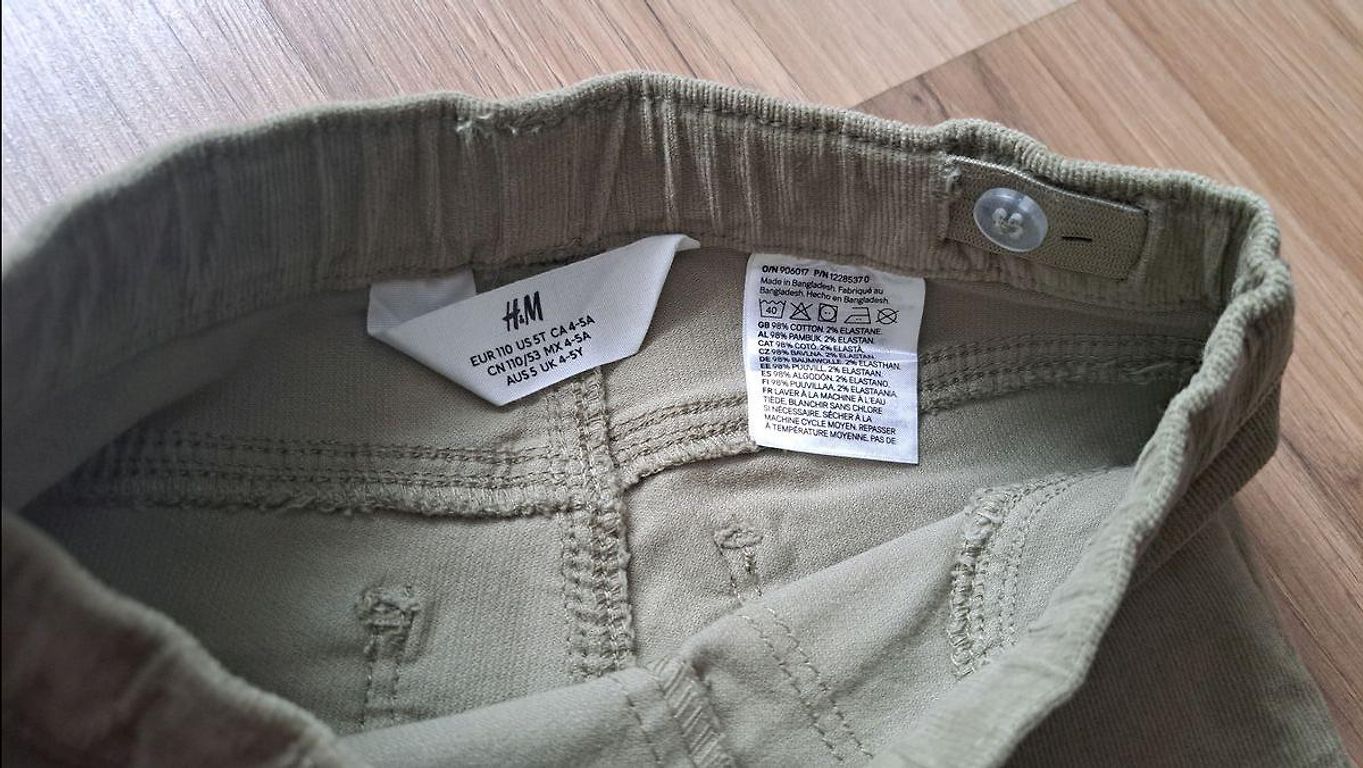 H&M
EUR 110 US 5T CA 4-5A
CN 110/53 MX 4-5A
AUS 5 UK 4-5Y
O/N 906017 P/N 1228537 0
Made in Bangladesh. Fabriqué au
Bangladesh. Hecho en Bangladesh.
40
GB 98% COTTON. 2% ELASTANE.
AL 98% PAMBUK. 2% ELASTAN.
CAT 98% COTÓ. 2% ELASTÀ.
CZ 98% BAVLNA. 2% ELASTHAN.
DE 98% BAUMWOLLE. 2% ELASTHAN.
EE 98% PUUVILL. 2% ELASTAAN.
ES 98% ALGODÓN. 2% ELASTANO.
FI 98% PUUVILLAA. 2% ELASTAANIA.
FR LAVER À LA MACHINE À L'EAU
TIÈDE. BLANCHIR SANS CHLORE
SI NÉCESSAIRE. SÉCHER À LA
MACHINE CYCLE MOYEN. REPASSER
À TEMPÉRATURE MOYENNE. PAS DE